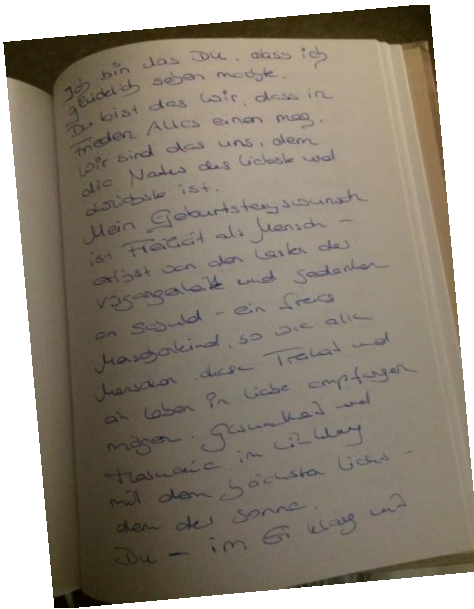 Ich bin das Du, dass ich
glücklich sehen möchte.
Du bist das Wir, dass in
Frieden Alles einen mag.
Wir sind das uns, dem
die Natur das liebste und
ist.
Mein Geburtstagswunsch
ist Freiheit als Mensch –
erlöst von den Lasten der
Vergangenheit und Gedanken
an Schuld – ein freies
Menschenkind, so wie alle
Menschen diese Freiheit und
ein Leben in Liebe empfangen
mögen. Gesundheit und
Harmonie im Einklang
mit dem höchsten Licht –
dem der Sonne.
Du – im Einklang und